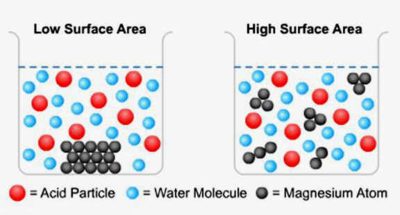 Low Surface Area
High Surface Area
= Acid Particle
= Water Molecule
= Magnesium Atom